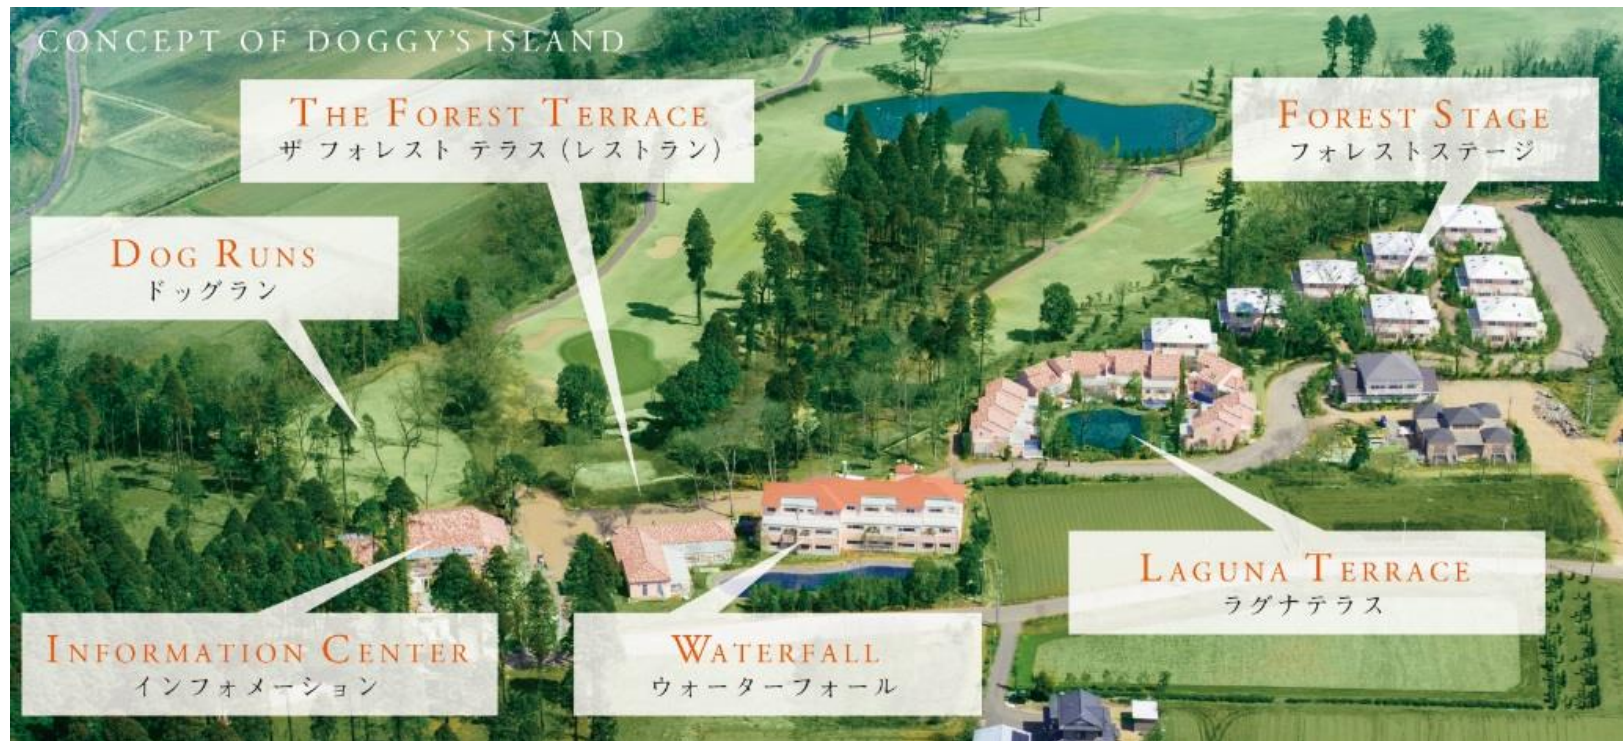 CONCEPT OF DOGGY'S ISLAND
THE FOREST TERRACE
ザ フォレスト テラス (レストラン)
FOREST STAGE
フォレストステージ
DOG RUNS
ドッグラン
LAGUNA TERRACE
ラグナテラス
INFORMATION CENTER
インフォメーション
WATERFALL
ウォーターフォール